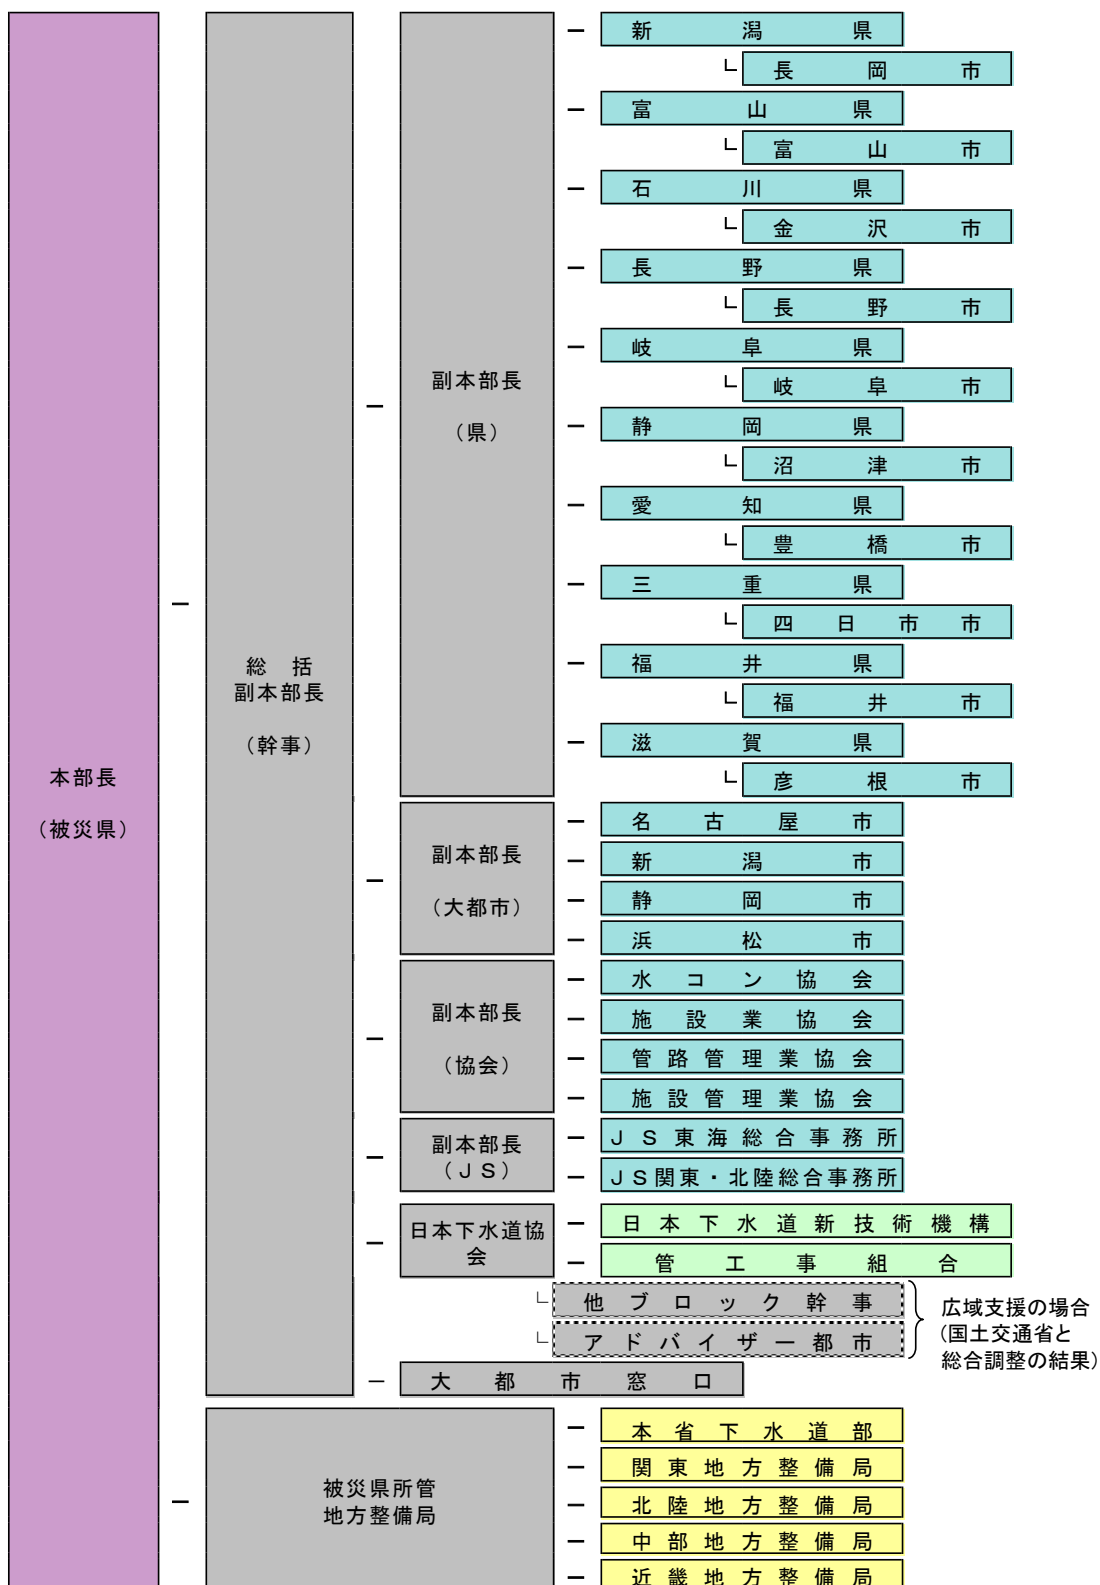 本部長
（被災県）
総　括
副本部長
（幹事）
副本部長
（県）
新潟県
長岡市
富山県
富山市
石川県
金沢市
長野県
長野市
岐阜県
岐阜市
静岡県
沼津市
愛知県
豊橋市
三重県
四日市市
福井県
福井市
滋賀県
彦根市
副本部長
（大都市）
名古屋市
新潟市
静岡市
浜松市
副本部長
（協会）
水コン協会
施設業協会
管路管理業協会
施設管理業協会
副本部長
（ＪＳ）
ＪＳ東海総合事務所
ＪＳ関東・北陸総合事務所
日本下水道協
会
日本下水道新技術機構
管工事組合
他ブロック幹事
アドバイザー都市
広域支援の場合
(国土交通省と
総合調整の結果)
大都市窓口
被災県所管
地方整備局
本省下水道部
関東地方整備局
北陸地方整備局
中部地方整備局
近畿地方整備局